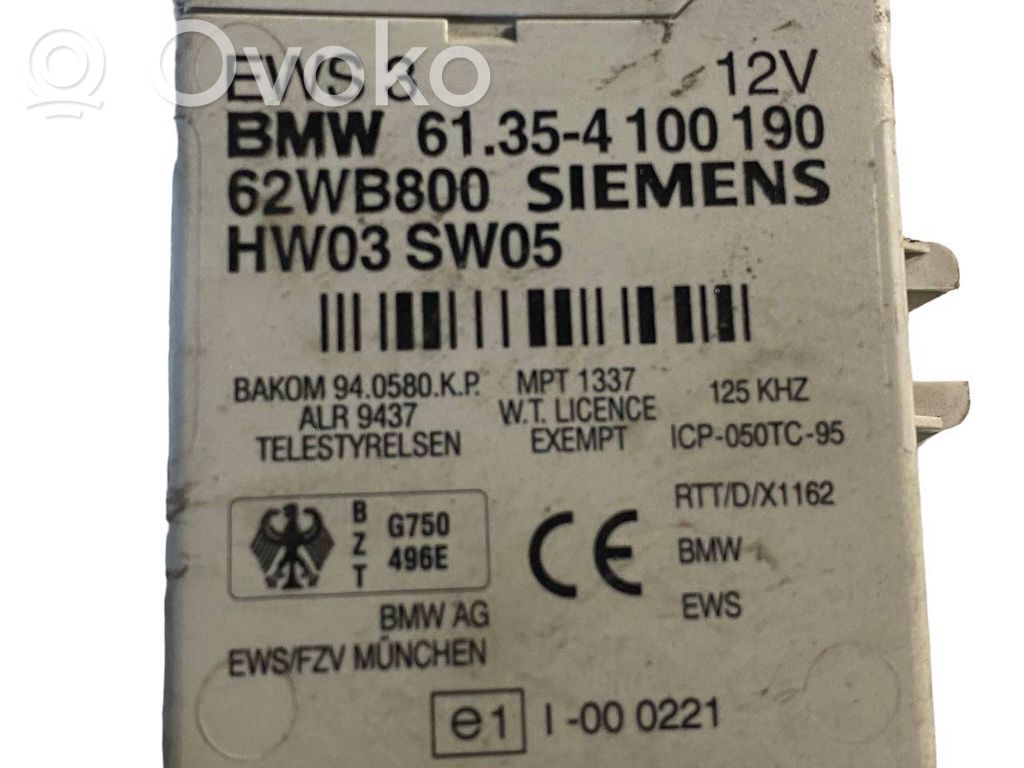 Ovoko
EWS 3 12V
BMW 61.35-4 100 190
62WB800 SIEMENS
HW03 SW05
BAKOM 94.0580.K.P. MPT 1337 125 KHZ
ALR 9437 W.T. LICENCE
TELESTYRELSEN EXEMPT ICP-050TC-95
RTT/D/X1162
B G750
Z 496E
T
CE
BMW
EWS
BMW AG
EWS/FZV MÜNCHEN
e1 I-00 0221
Ovoko